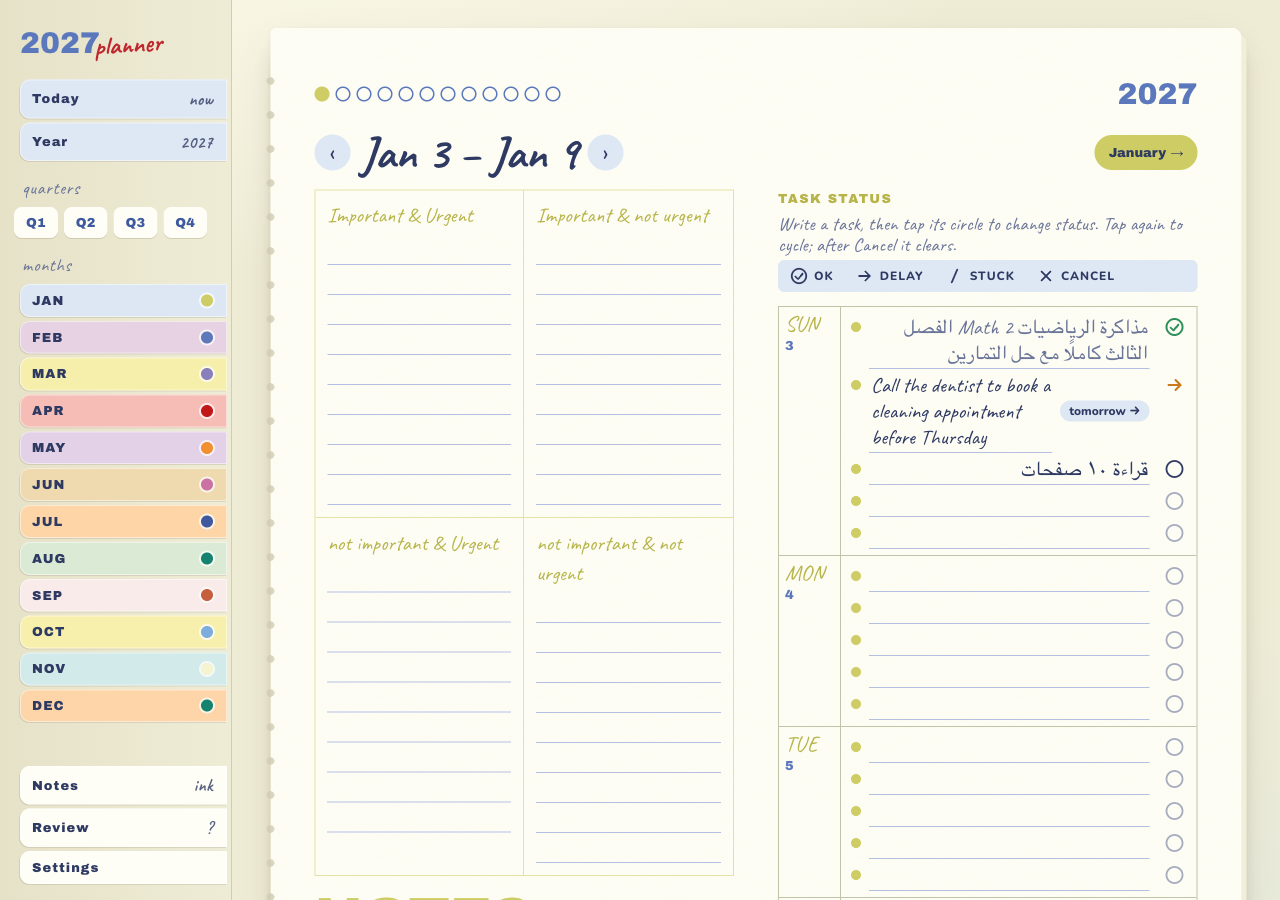 2027 planner
Today now
Year 2027
quarters
Q1 Q2 Q3 Q4
months
JAN
FEB
MAR
APR
MAY
JUN
JUL
AUG
SEP
OCT
NOV
DEC
Notes ink
Review ?
Settings
2027
‹ Jan 3 – Jan 9 ›
January →
Important & Urgent
Important & not urgent
not important & Urgent
not important & not
urgent
TASK STATUS
Write a task, then tap its circle to change status. Tap again to
cycle; after Cancel it clears.
OK → DELAY / STUCK × CANCEL
SUN
3
مذاكرة الرياضيات Math 2 الفصل
الثالث كاملًا مع حل التمارين
Call the dentist to book a
cleaning appointment
before Thursday
tomorrow →
قراءة ١٠ صفحات
MON
4
TUE
5